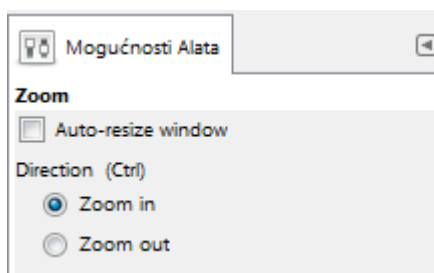 Mogućnosti Alata
Zoom
Auto-resize window
Direction (Ctrl)
Zoom in
Zoom out